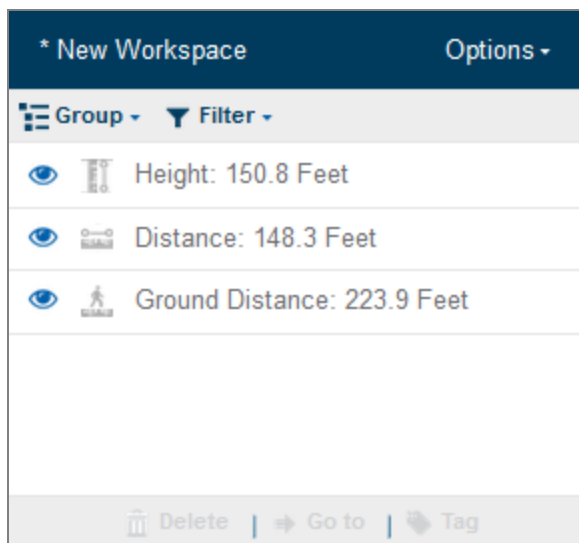 * New Workspace Options
Group Filter
Height: 150.8 Feet
Distance: 148.3 Feet
Ground Distance: 223.9 Feet
Delete | Go to | Tag